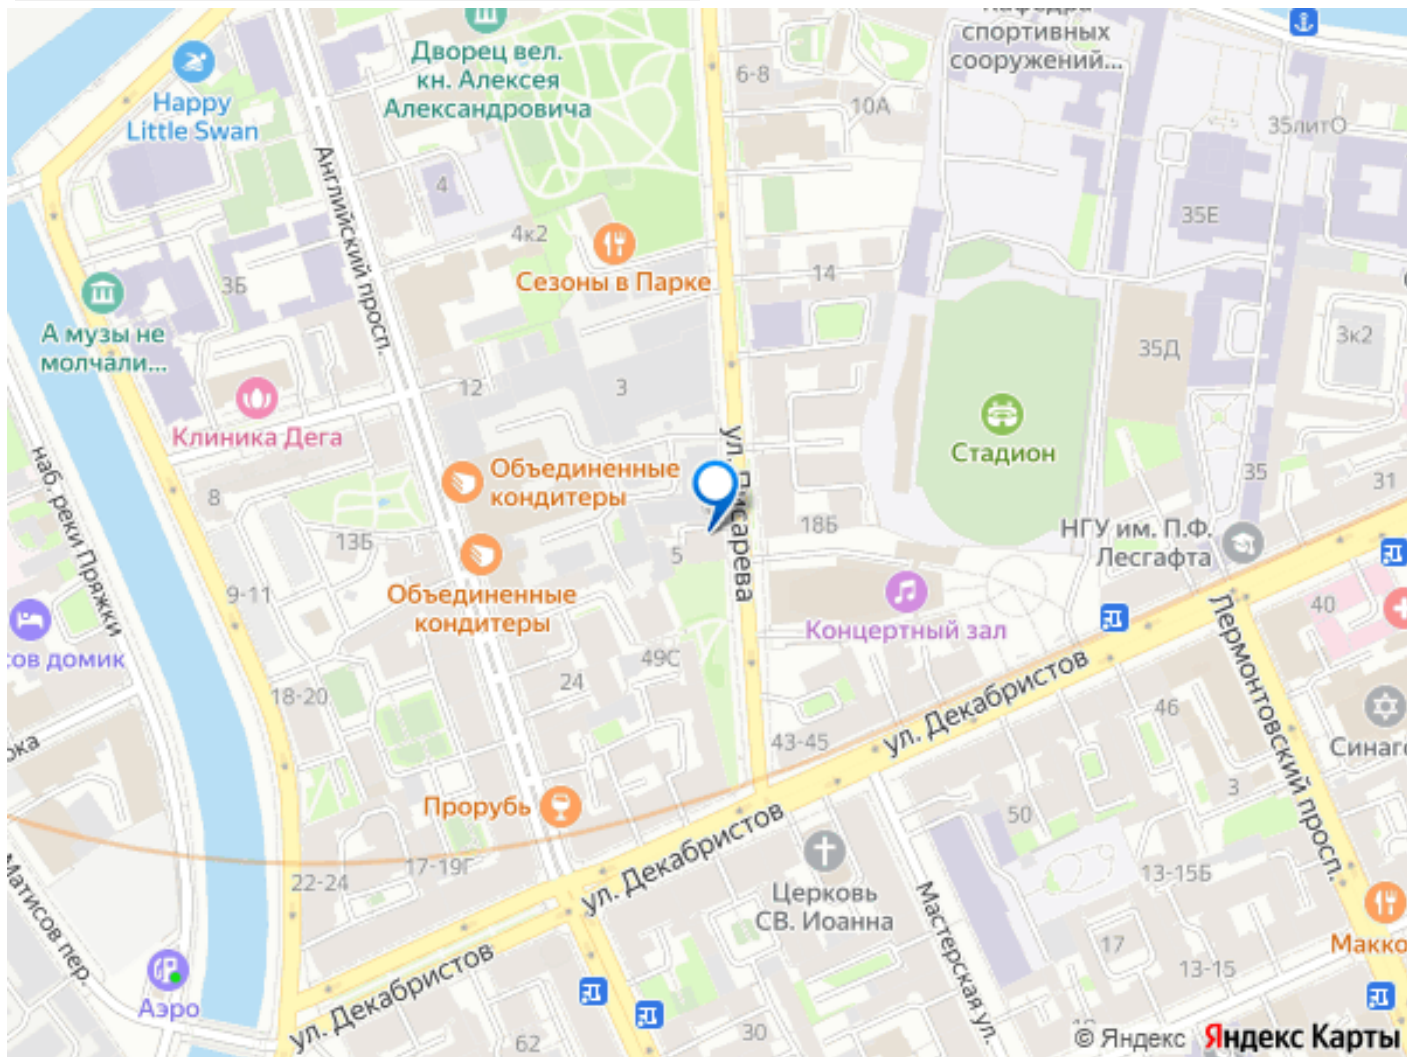 Кафедра
спортивных
сооружений...
Дворец вел.
кн. Алексея
Александровича
6-8
10А
Happy
Little Swan
35литО
Английский просп.
4
35Е
4к2
Сезоны в Парке
14
3Б
А музы не
молчали...
3к2
35Д
12
3
Клиника Дега
ул. Писарева
Стадион
наб. реки Пряжки
Объединенные
кондитеры
8
35
31
18Б
НГУ им. П.Ф.
Лесгафта
13Б
5
9-11
Объединенные
кондитеры
Концертный зал
40
Лермонтовский просп.
сов домик
49С
24
18-20
ул. Декабристов
46
43-45
Синаго
3
Прорубь
50
ул. Декабристов
17-19Г
22-24
13-15Б
Церковь
СВ. Иоанна
Матисов пер.
Мастерская ул.
17
Макко
13-15
Аэро
ул. Декабристов
62
30
© Яндекс Яндекс Карты